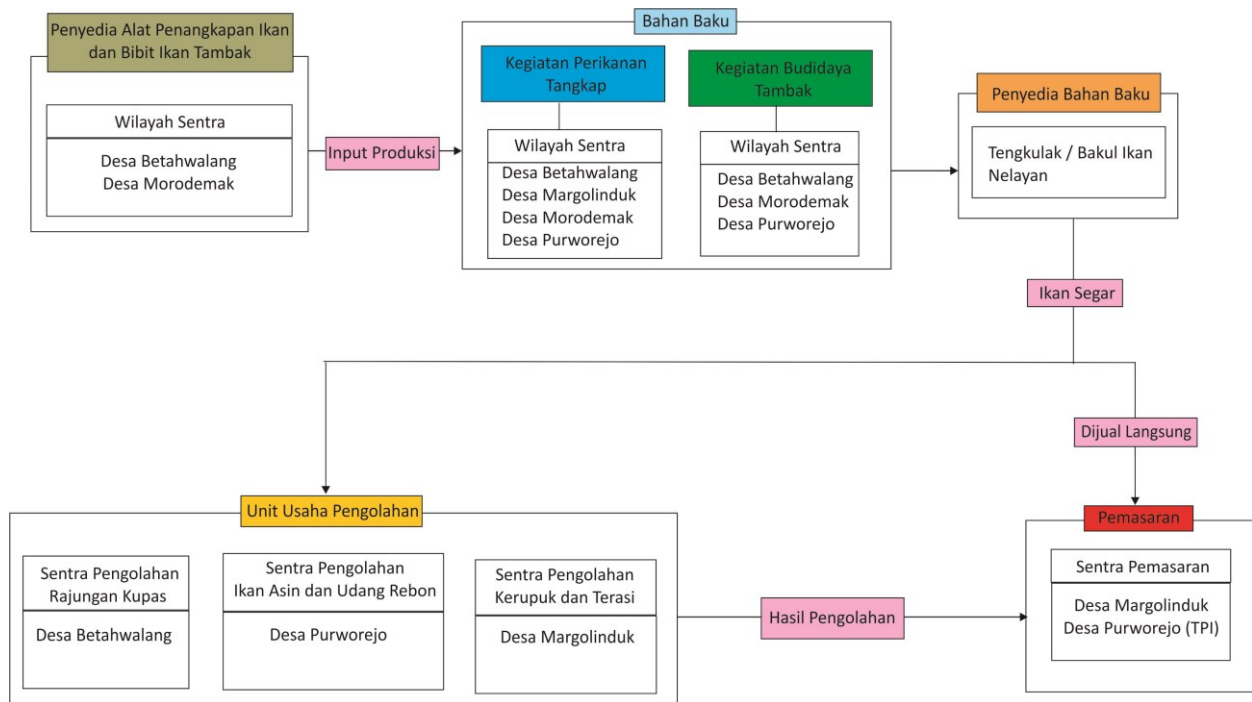 Penyedia Alat Penangkapan Ikan
dan Bibit Ikan Tambak
Wilayah Sentra
Desa Betahwalang
Desa Morodemak
Input Produksi
Bahan Baku
Kegiatan Perikanan
Tangkap
Wilayah Sentra
Desa Betahwalang
Desa Margolinduk
Desa Morodemak
Desa Purworejo
Kegiatan Budidaya
Tambak
Wilayah Sentra
Desa Betahwalang
Desa Morodemak
Desa Purworejo
Penyedia Bahan Baku
Tengkulak / Bakul Ikan
Nelayan
Ikan Segar
Dijual Langsung
Unit Usaha Pengolahan
Sentra Pengolahan
Rajungan Kupas
Desa Betahwalang
Sentra Pengolahan
Ikan Asin dan Udang Rebon
Desa Purworejo
Sentra Pengolahan
Kerupuk dan Terasi
Desa Margolinduk
Hasil Pengolahan
Pemasaran
Sentra Pemasaran
Desa Margolinduk
Desa Purworejo (TPI)